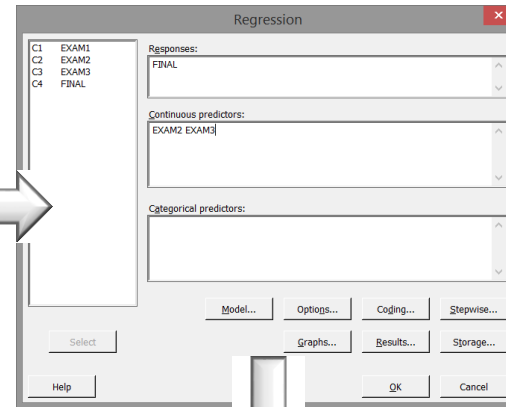 Regression
C1 EXAM1
C2 EXAM2
C3 EXAM3
C4 FINAL
Responses:
FINAL
Continuous predictors:
EXAM2 EXAM3
Categorical predictors:
Model... Options... Coding... Stepwise...
Select Graphs... Results... Storage...
Help OK Cancel